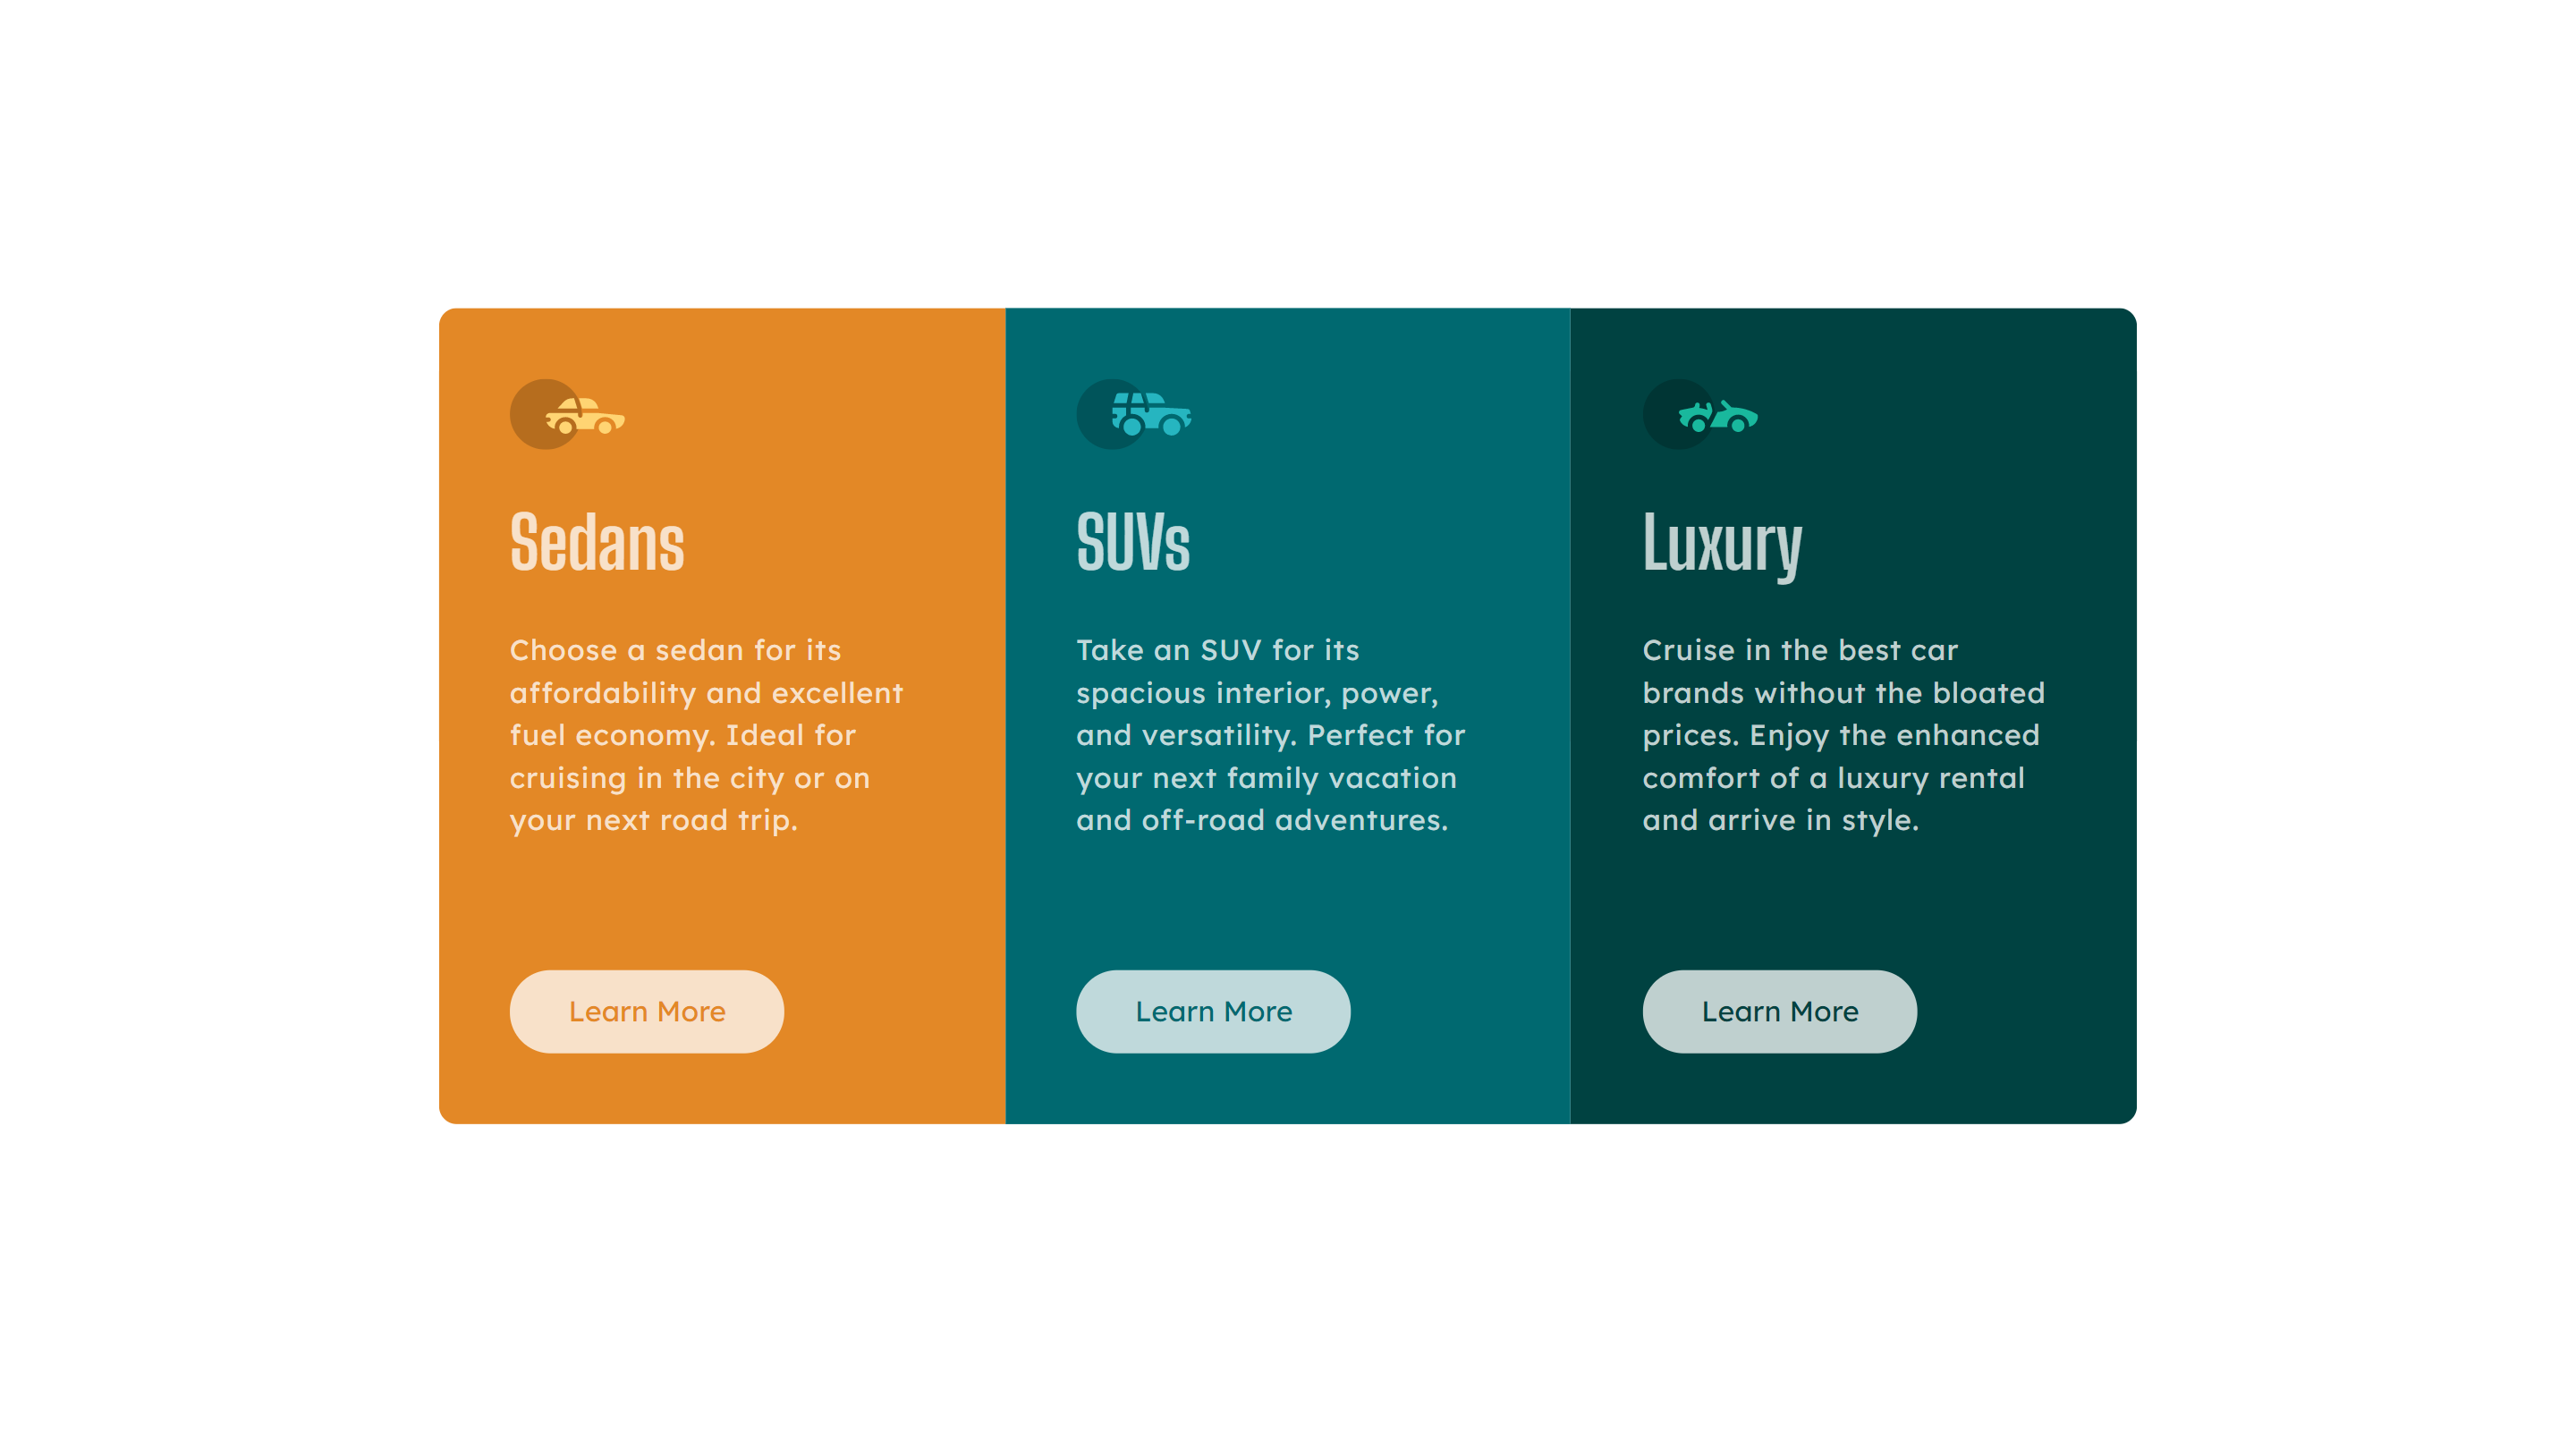 Sedans
Choose a sedan for its
affordability and excellent
fuel economy. Ideal for
cruising in the city or on
your next road trip.
Learn More
SUVs
Take an SUV for its
spacious interior, power,
and versatility. Perfect for
your next family vacation
and off-road adventures.
Learn More
Luxury
Cruise in the best car
brands without the bloated
prices. Enjoy the enhanced
comfort of a luxury rental
and arrive in style.
Learn More